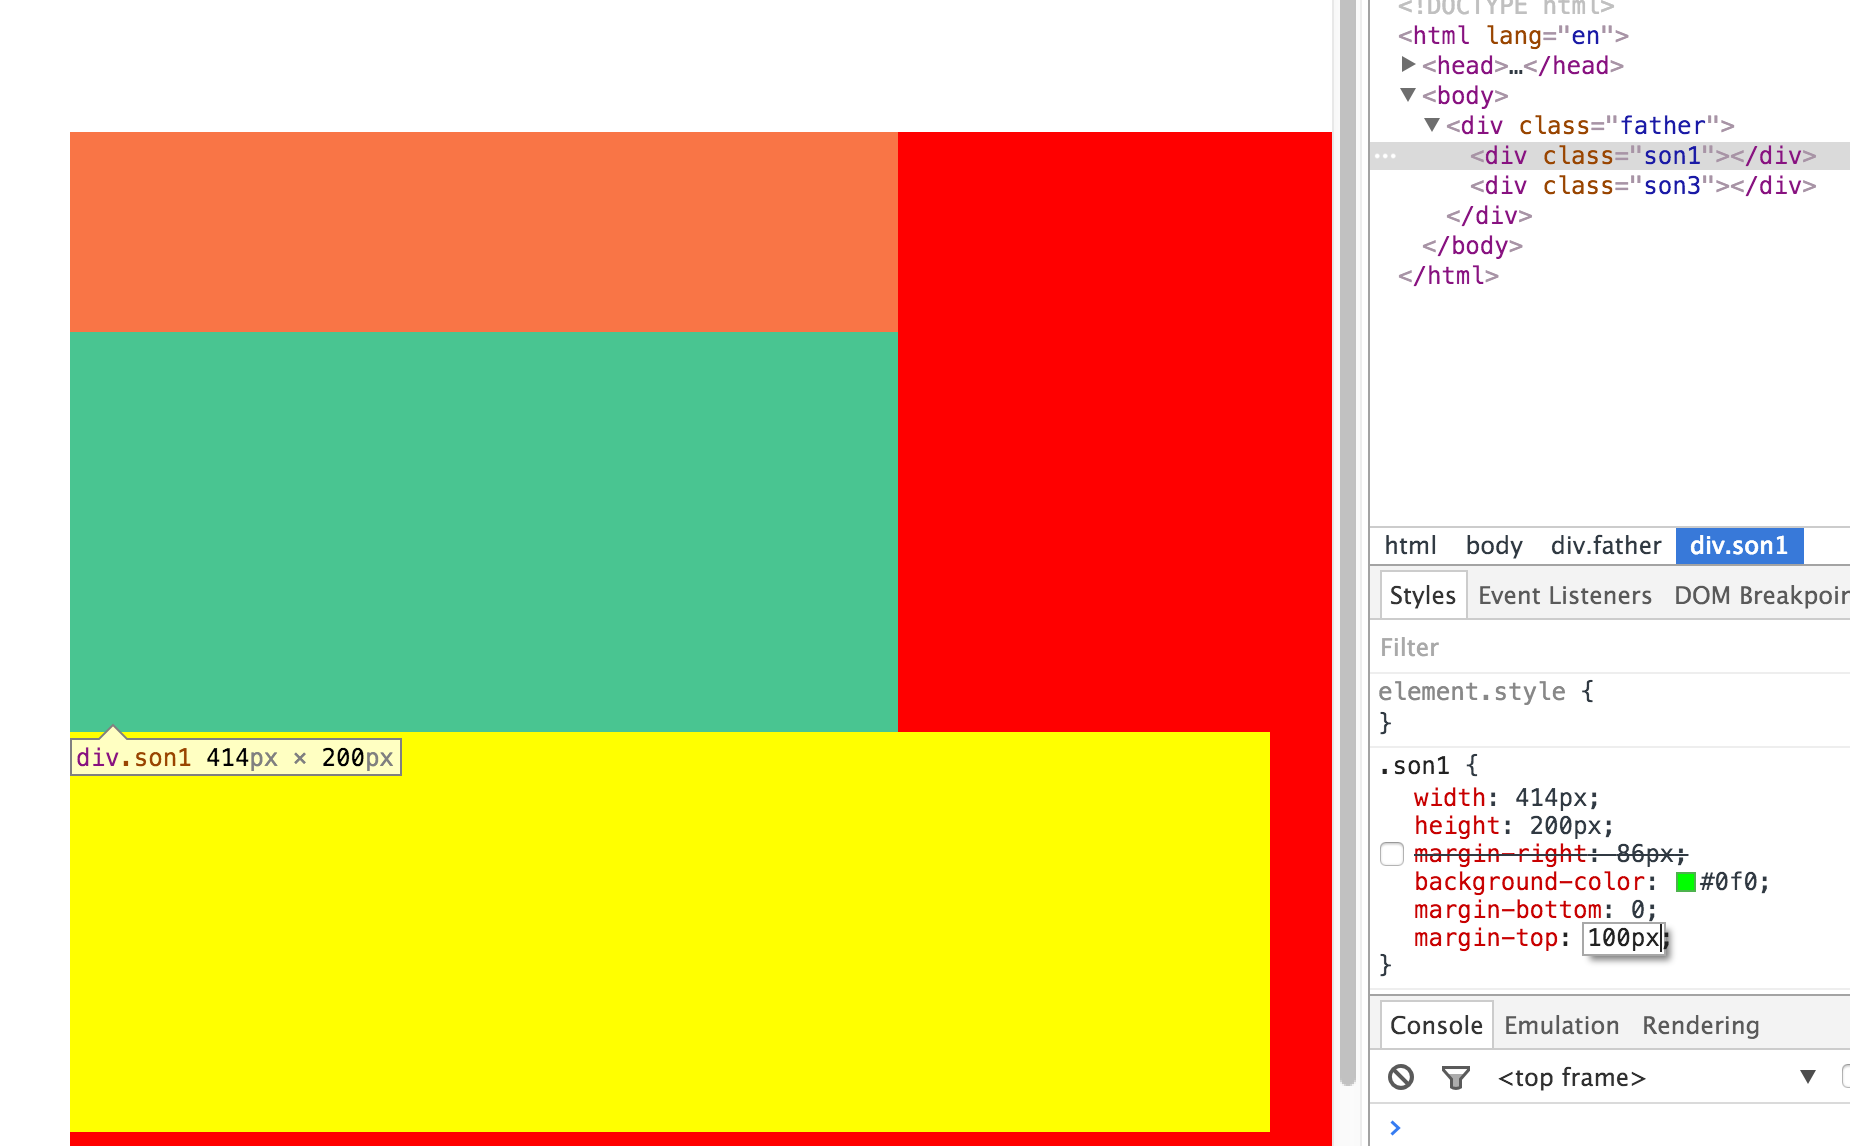 <!DOCTYPE html>
<html lang="en">
<head>…</head>
<body>
<div class="father">
<div class="son1"></div>
<div class="son3"></div>
</div>
</body>
</html>
html body div.father div.son1
Styles Event Listeners DOM Breakpoin
Filter
element.style {
}
.son1 {
width: 414px;
height: 200px;
margin-right: 86px;
background-color: #0f0;
margin-bottom: 0;
margin-top: 100px;
}
Console Emulation Rendering
<top frame>
div.son1 414px × 200px